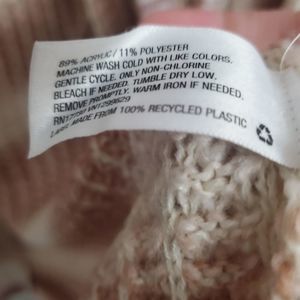 89% ACRYLIC / 11% POLYESTER
MACHINE WASH COLD WITH LIKE COLORS.
GENTLE CYCLE. ONLY NON-CHLORINE
BLEACH IF NEEDED. TUMBLE DRY LOW.
REMOVE PROMPTLY. WARM IRON IF NEEDED.
LABEL MADE FROM 100% RECYCLED PLASTIC